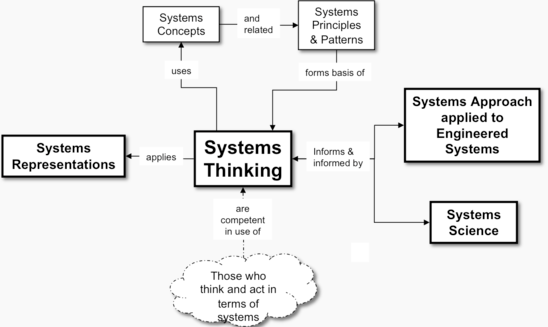 Systems
Concepts
and
related
Systems
Principles
& Patterns
uses
forms basis of
Systems Approach
applied to
Engineered
Systems
Systems
Representations
applies
Systems
Thinking
Informs &
informed by
Systems
Science
are
competent
in use of
Those who
think and act in
terms of
systems